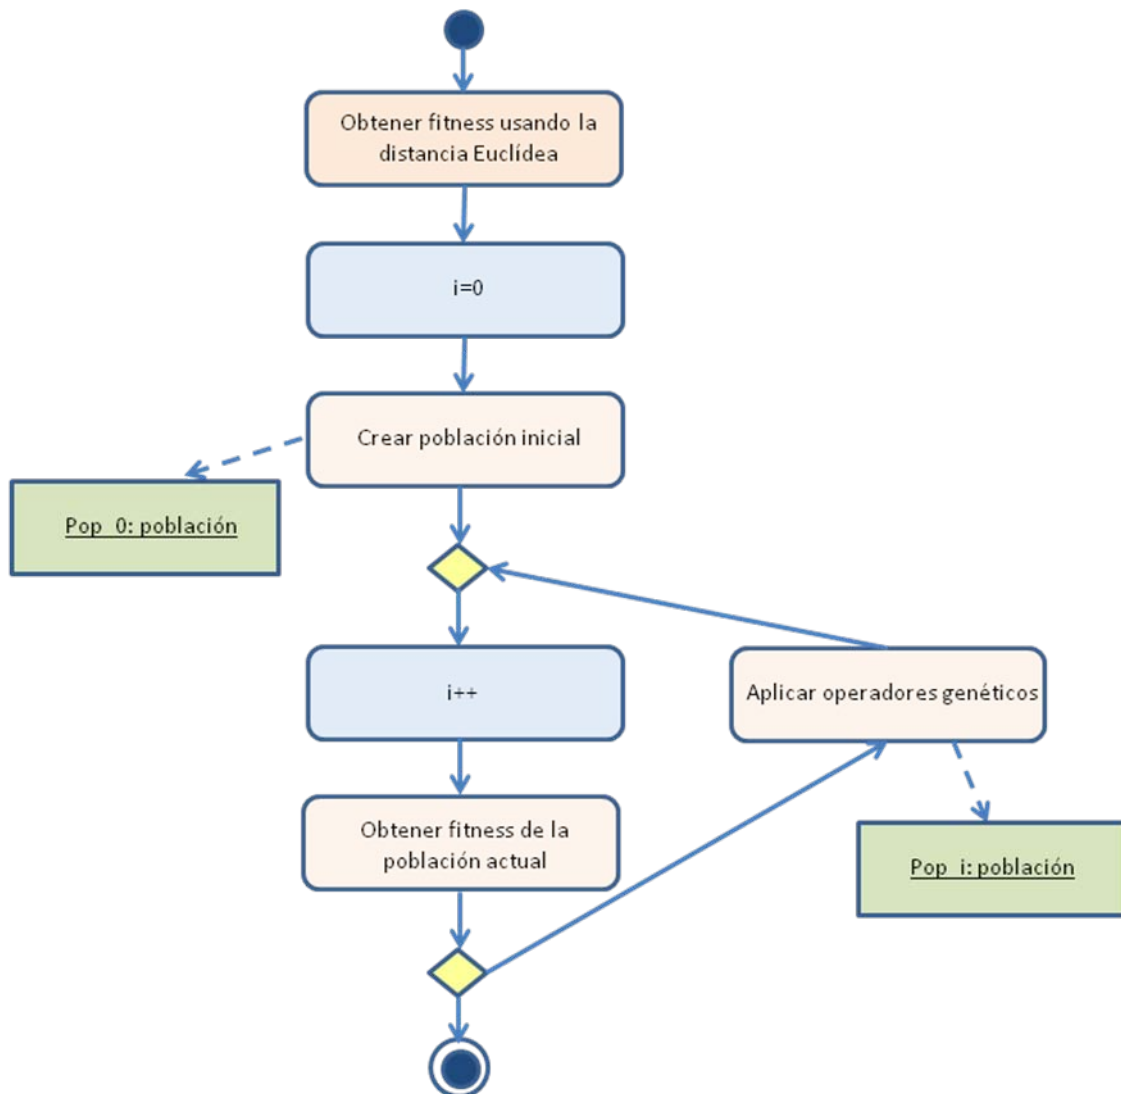 Obtener fitness usando la
distancia Euclídea
i=0
Crear población inicial
Pop_0: población
i++
Aplicar operadores genéticos
Obtener fitness de la
población actual
Pop_i: población